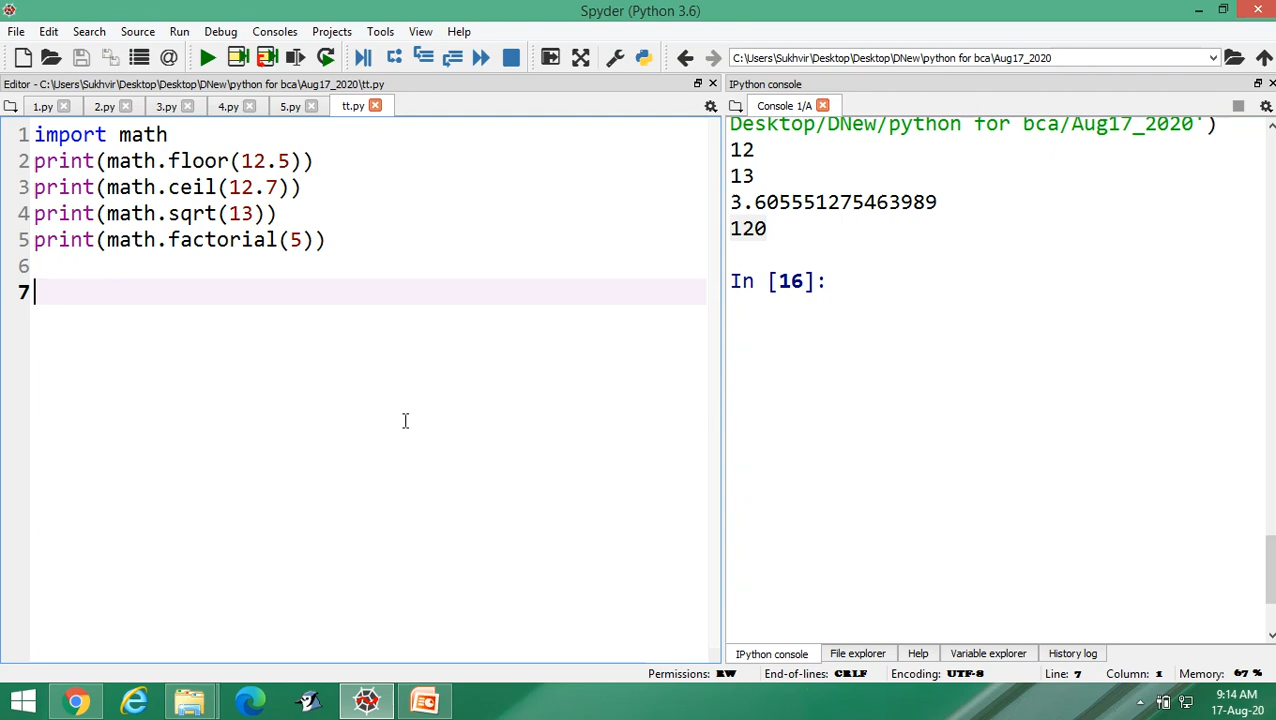 Spyder (Python 3.6)
File Edit Search Source Run Debug Consoles Projects Tools View Help
C:\Users\Sukhvir\Desktop\Desktop\DNew\python for bca\Aug17_2020
Editor - C:\Users\Sukhvir\Desktop\Desktop\DNew\python for bca\Aug17_2020\tt.py
1.py 2.py 3.py 4.py 5.py tt.py
1 import math
2 print(math.floor(12.5))
3 print(math.ceil(12.7))
4 print(math.sqrt(13))
5 print(math.factorial(5))
6
7
IPython console
Console 1/A
Desktop/DNew/python for bca/Aug17_2020')
12
13
3.605551275463989
120
In [16]:
IPython console File explorer Help Variable explorer History log
Permissions: RW End-of-lines: CRLF Encoding: UTF-8 Line: 7 Column: 1 Memory: 67 %
9:14 AM
17-Aug-20